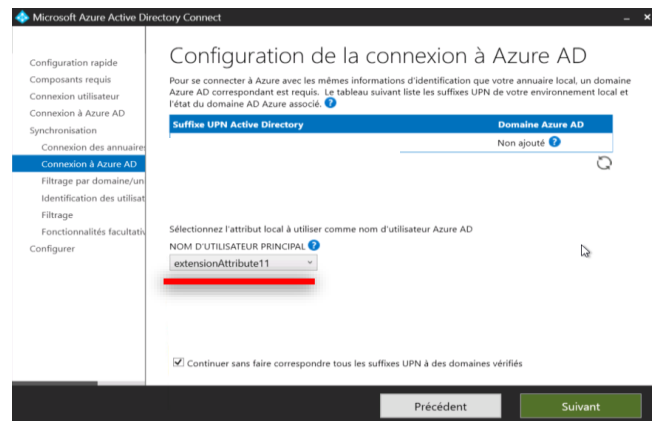 Microsoft Azure Active Directory Connect
Configuration rapide
Composants requis
Connexion utilisateur
Connexion à Azure AD
Synchronisation
Connexion des annuaires
Connexion à Azure AD
Filtrage par domaine/un
Identification des utilisat
Filtrage
Fonctionnalités facultativ
Configurer
Configuration de la connexion à Azure AD
Pour se connecter à Azure avec les mêmes informations d'identification que votre annuaire local, un domaine
Azure AD correspondant est requis. Le tableau suivant liste les suffixes UPN de votre environnement local et
l'état du domaine AD Azure associé. ?
Suffixe UPN Active Directory Domaine Azure AD
Non ajouté ?
Sélectionnez l'attribut local à utiliser comme nom d'utilisateur Azure AD
NOM D'UTILISATEUR PRINCIPAL ?
extensionAttribute11
Continuer sans faire correspondre tous les suffixes UPN à des domaines vérifiés
Précédent Suivant